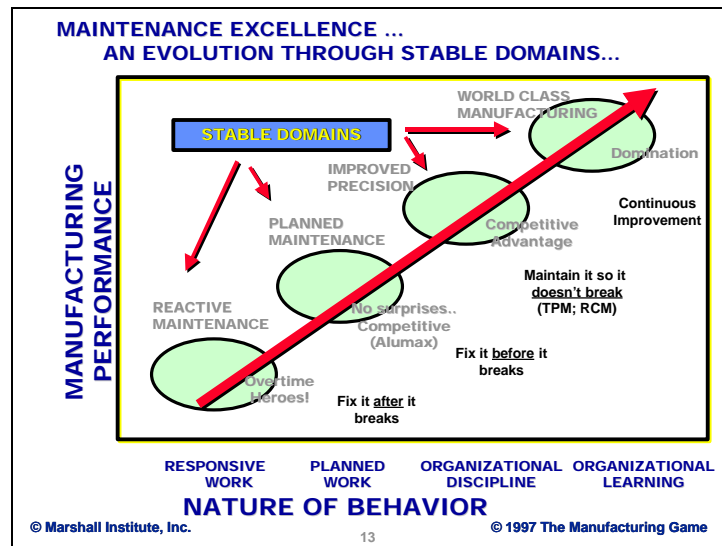 MAINTENANCE EXCELLENCE ...
AN EVOLUTION THROUGH STABLE DOMAINS...
WORLD CLASS
MANUFACTURING
STABLE DOMAINS
Domination
IMPROVED
PRECISION
Continuous
Improvement
PLANNED
MAINTENANCE
Competitive
Advantage
Maintain it so it
doesn't break
(TPM; RCM)
REACTIVE
MAINTENANCE
No surprises..
Competitive
(Alumax)
Fix it before it
breaks
Overtime
Heroes!
Fix it after it
breaks
MANUFACTURING
PERFORMANCE
RESPONSIVE
WORK
PLANNED
WORK
ORGANIZATIONAL
DISCIPLINE
ORGANIZATIONAL
LEARNING
NATURE OF BEHAVIOR
© Marshall Institute, Inc.
13
© 1997 The Manufacturing Game